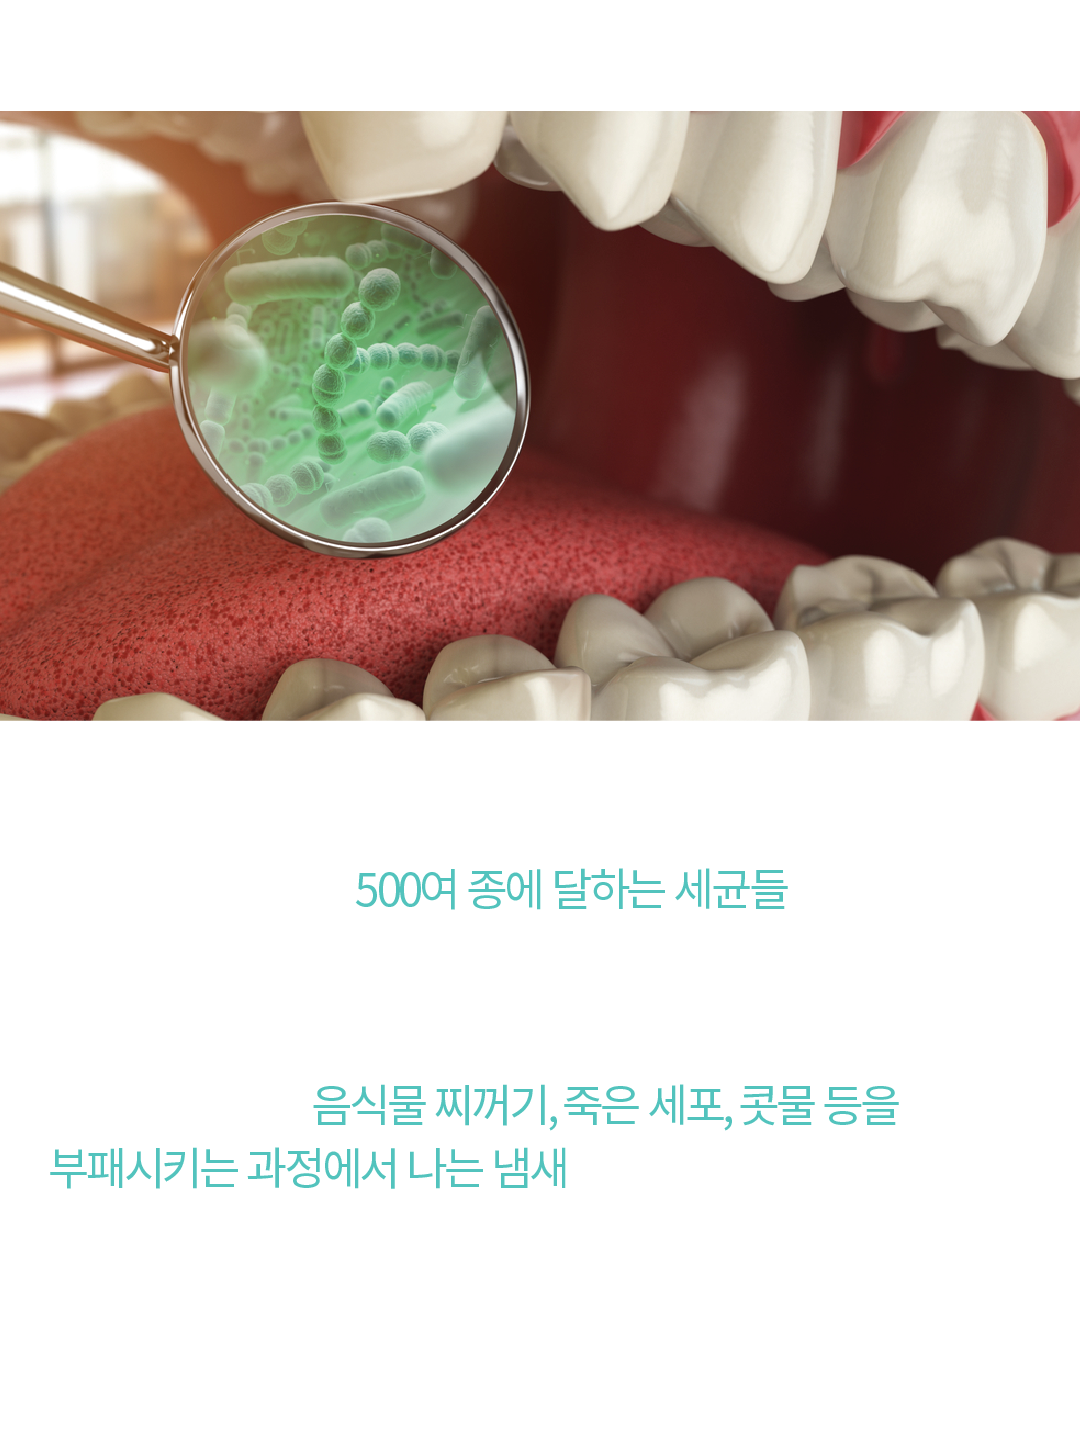 500여 종에 달하는 세균들
음식물 찌꺼기, 죽은 세포, 콧물 등을
부패시키는 과정에서 나는 냄새